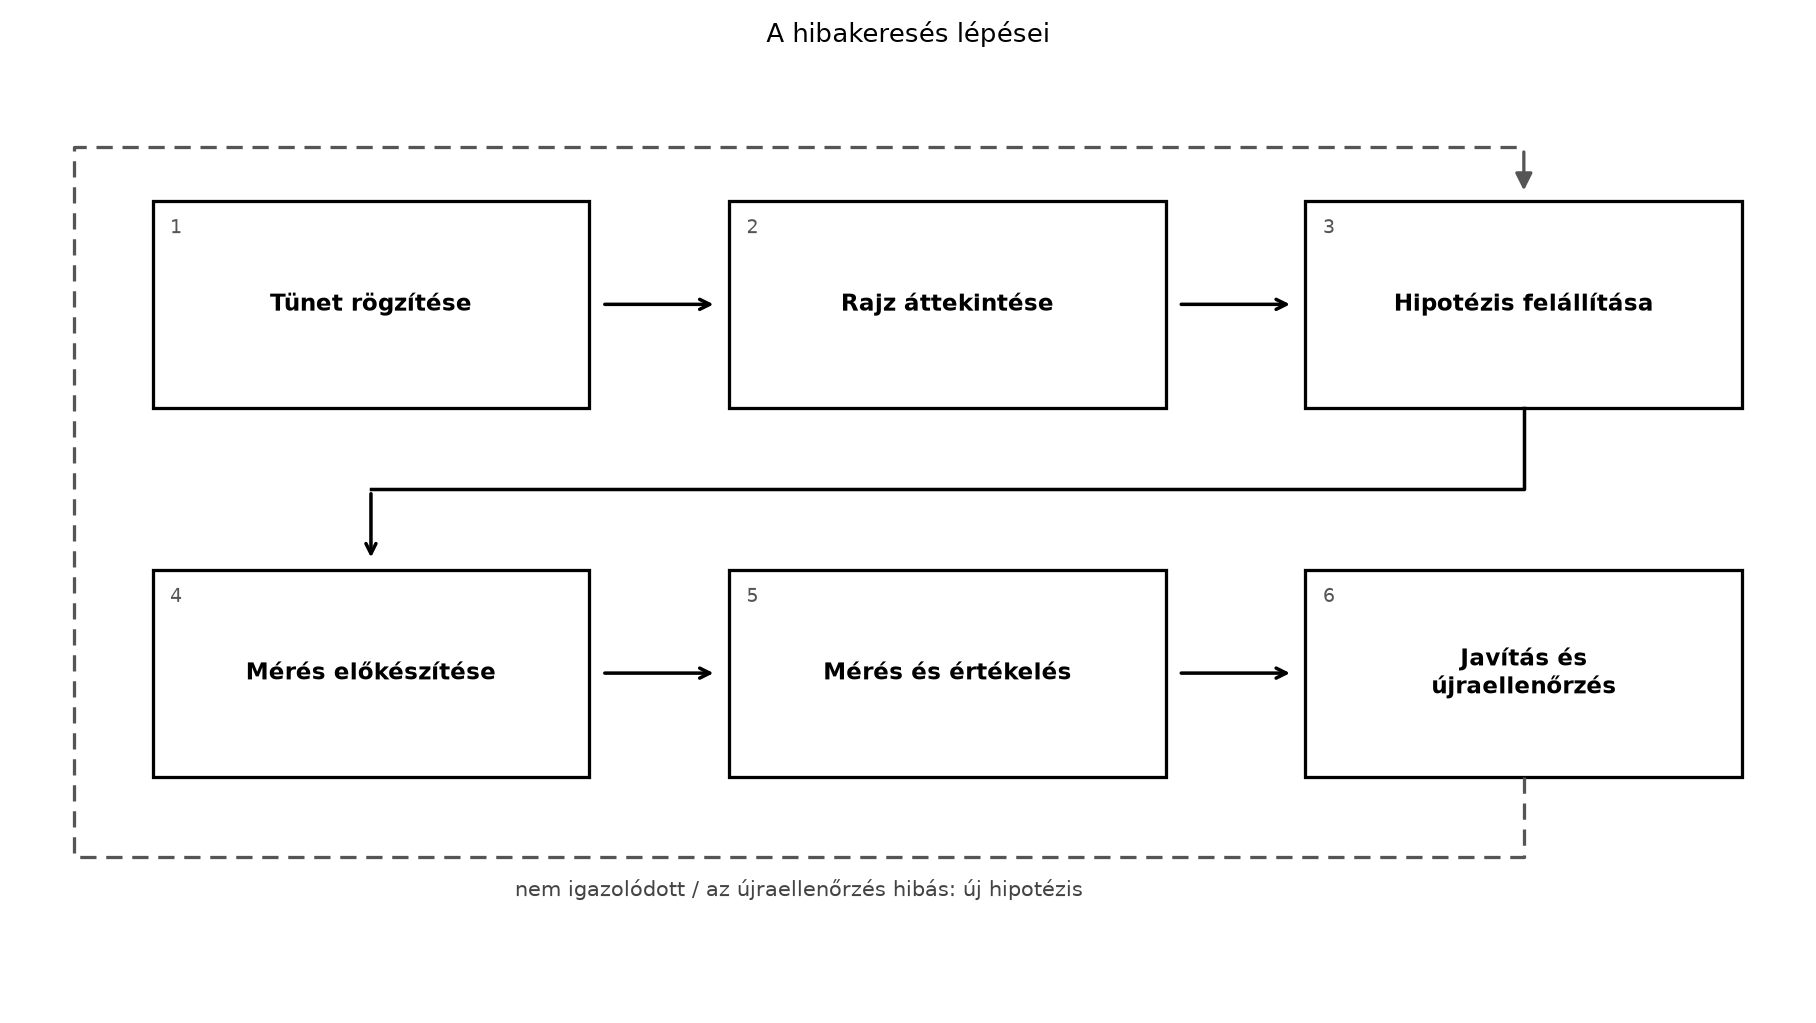 A hibakeresés lépései
1
Tünet rögzítése
2
Rajz áttekintése
3
Hipotézis felállítása
4
Mérés előkészítése
5
Mérés és értékelés
6
Javítás és
újraellenőrzés
nem igazolódott / az újraellenőrzés hibás: új hipotézis